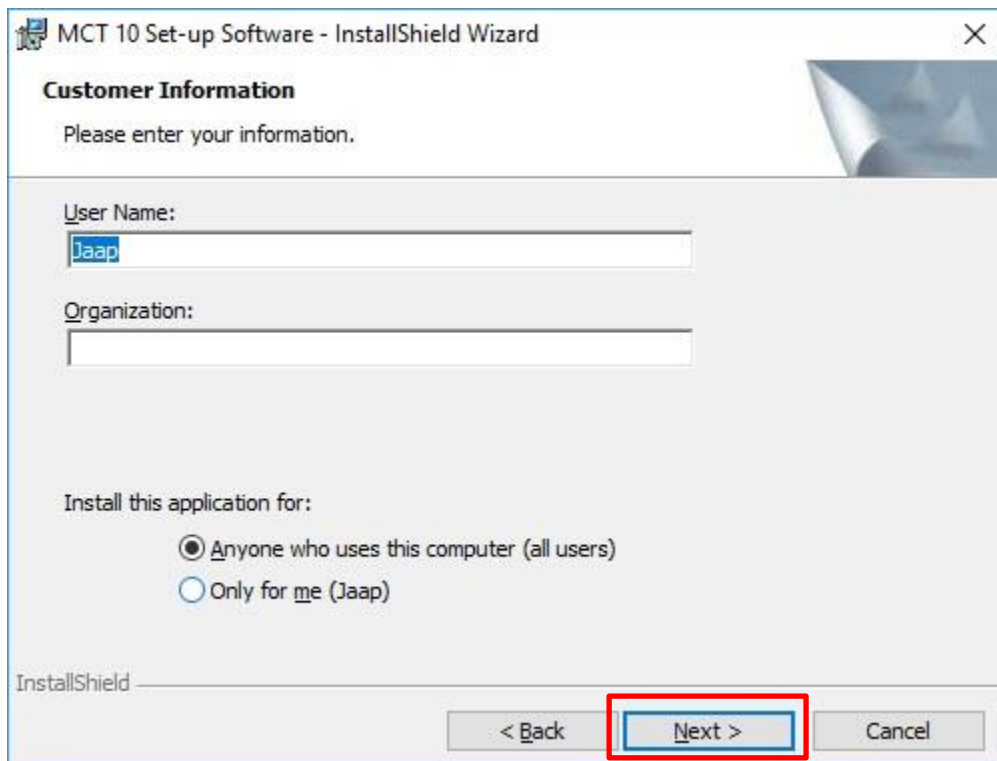 MCT 10 Set-up Software - InstallShield Wizard
Customer Information
Please enter your information.
User Name:
Jaap
Organization:
Install this application for:
Anyone who uses this computer (all users)
Only for me (Jaap)
InstallShield
< Back
Next >
Cancel